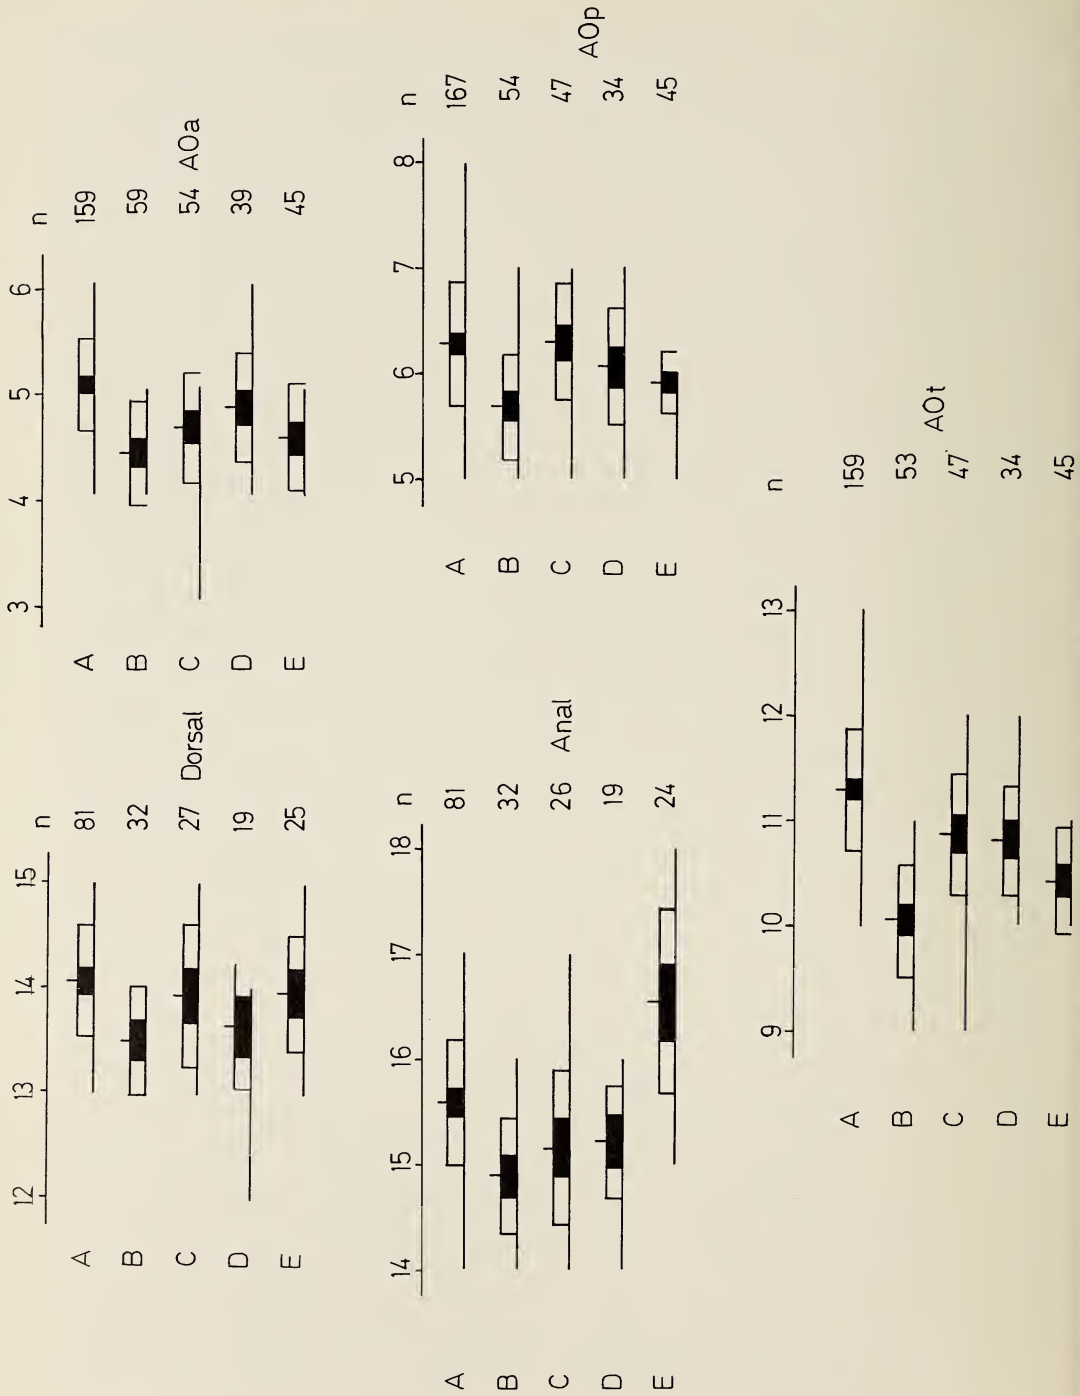 12 13 14 15 n
A 81
B 32
C 27 Dorsal
D 19
E 25
3 4 5 6 n
A 159
B 59
C 54 AOa
D 39
E 45
14 15 16 17 18 n
A 81
B 32
C 26 Anal
D 19
E 24
5 6 7 8 n
A 167
B 54
C 47
D 34 AOp
E 45
9 10 11 12 13 n
A 159
B 53
C 47 AOt
D 34
E 45